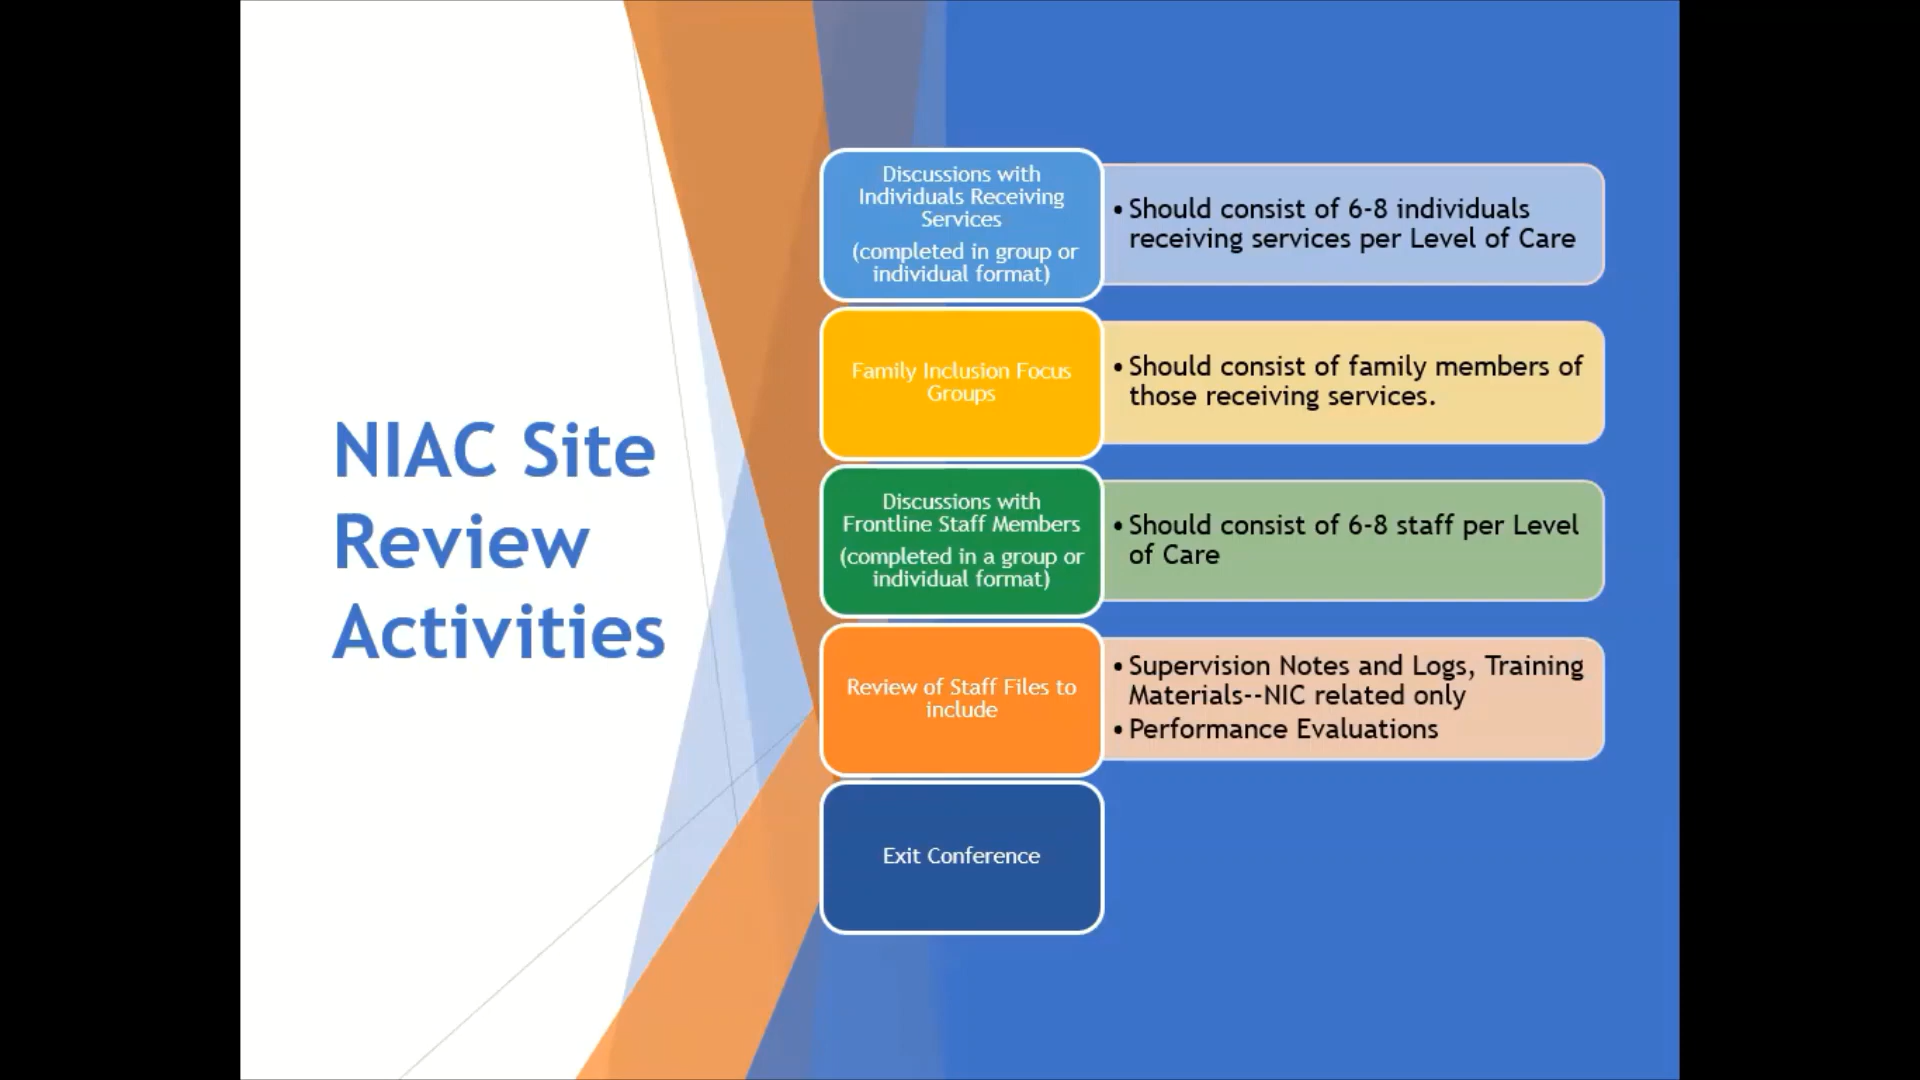 NIAC Site
Review
Activities
Discussions with
Individuals Receiving
Services
(completed in group or
individual format)
• Should consist of 6-8 individuals
receiving services per Level of Care
Family Inclusion Focus
Groups
• Should consist of family members of
those receiving services.
Discussions with
Frontline Staff Members
(completed in a group or
individual format)
• Should consist of 6-8 staff per Level
of Care
Review of Staff Files to
include
• Supervision Notes and Logs, Training
Materials--NIC related only
• Performance Evaluations
Exit Conference